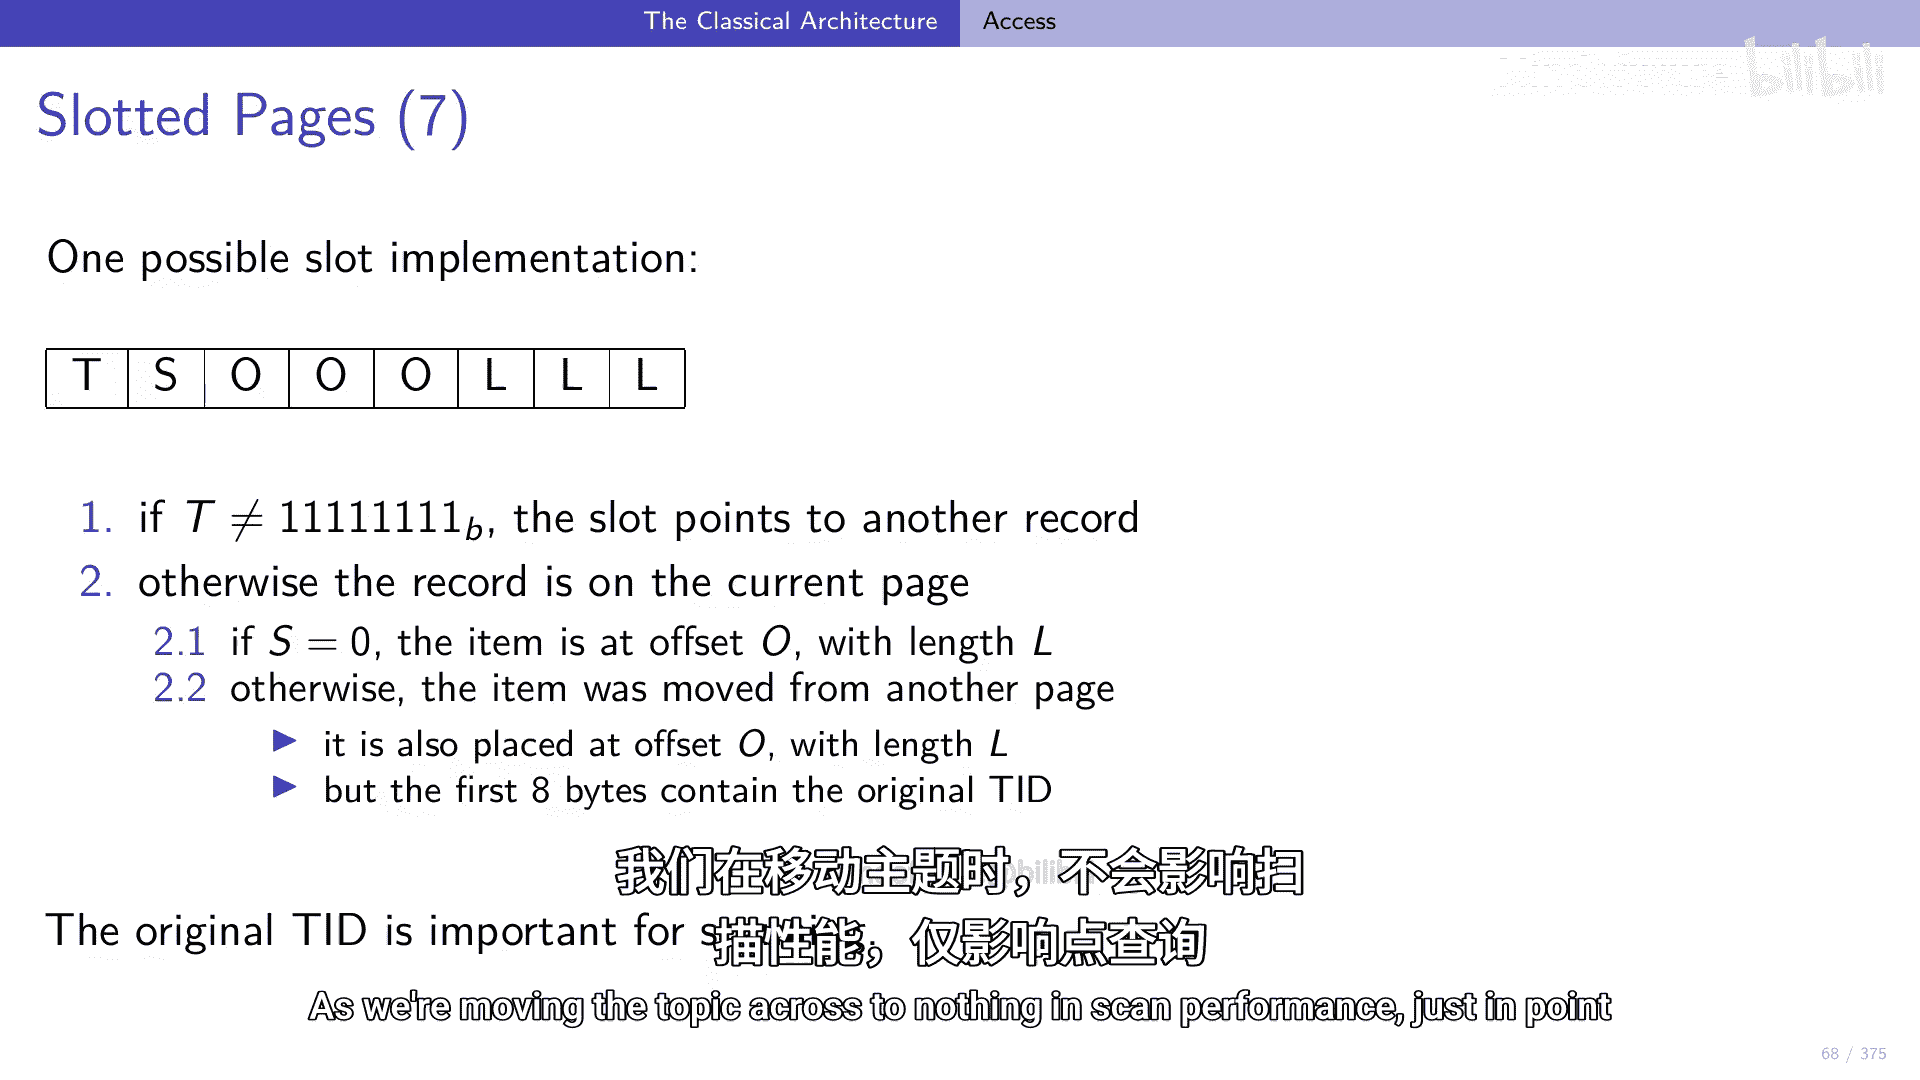 The Classical Architecture Access
bilibili
Slotted Pages (7)
One possible slot implementation:
T S O O O L L L
1. if T ≠ 11111111b, the slot points to another record
2. otherwise the record is on the current page
2.1 if S = 0, the item is at offset O, with length L
2.2 otherwise, the item was moved from another page
▶ it is also placed at offset O, with length L
▶ but the first 8 bytes contain the original TID
我们在移动主题时，不会影响扫
The original TID is important for
描性能，仅影响点查询
As we're moving the topic across to nothing in scan performance, just in point
68 / 375